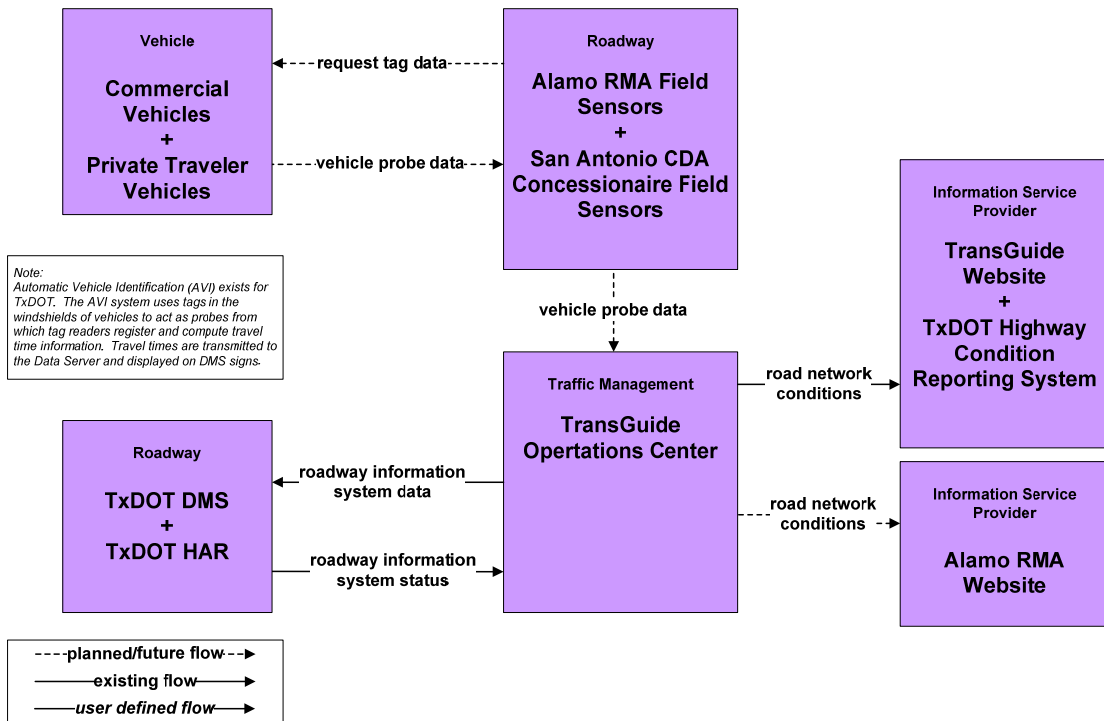 Vehicle
Commercial
Vehicles
+
Private Traveler
Vehicles
request tag data
vehicle probe data
Roadway
Alamo RMA Field
Sensors
+
San Antonio CDA
Concessionaire Field
Sensors
Information Service
Provider
TransGuide
Website
+
TxDOT Highway
Condition
Reporting System
Note:
Automatic Vehicle Identification (AVI) exists for
TxDOT. The AVI system uses tags in the
windshields of vehicles to act as probes from
which tag readers register and compute travel
time information. Travel times are transmitted to
the Data Server and displayed on DMS signs.
vehicle probe data
Traffic Management
TransGuide
Opertations Center
road network
conditions
Roadway
TxDOT DMS
+
TxDOT HAR
roadway information
system data
roadway information
system status
road network
conditions
Information Service
Provider
Alamo RMA
Website
planned/future flow
existing flow
user defined flow